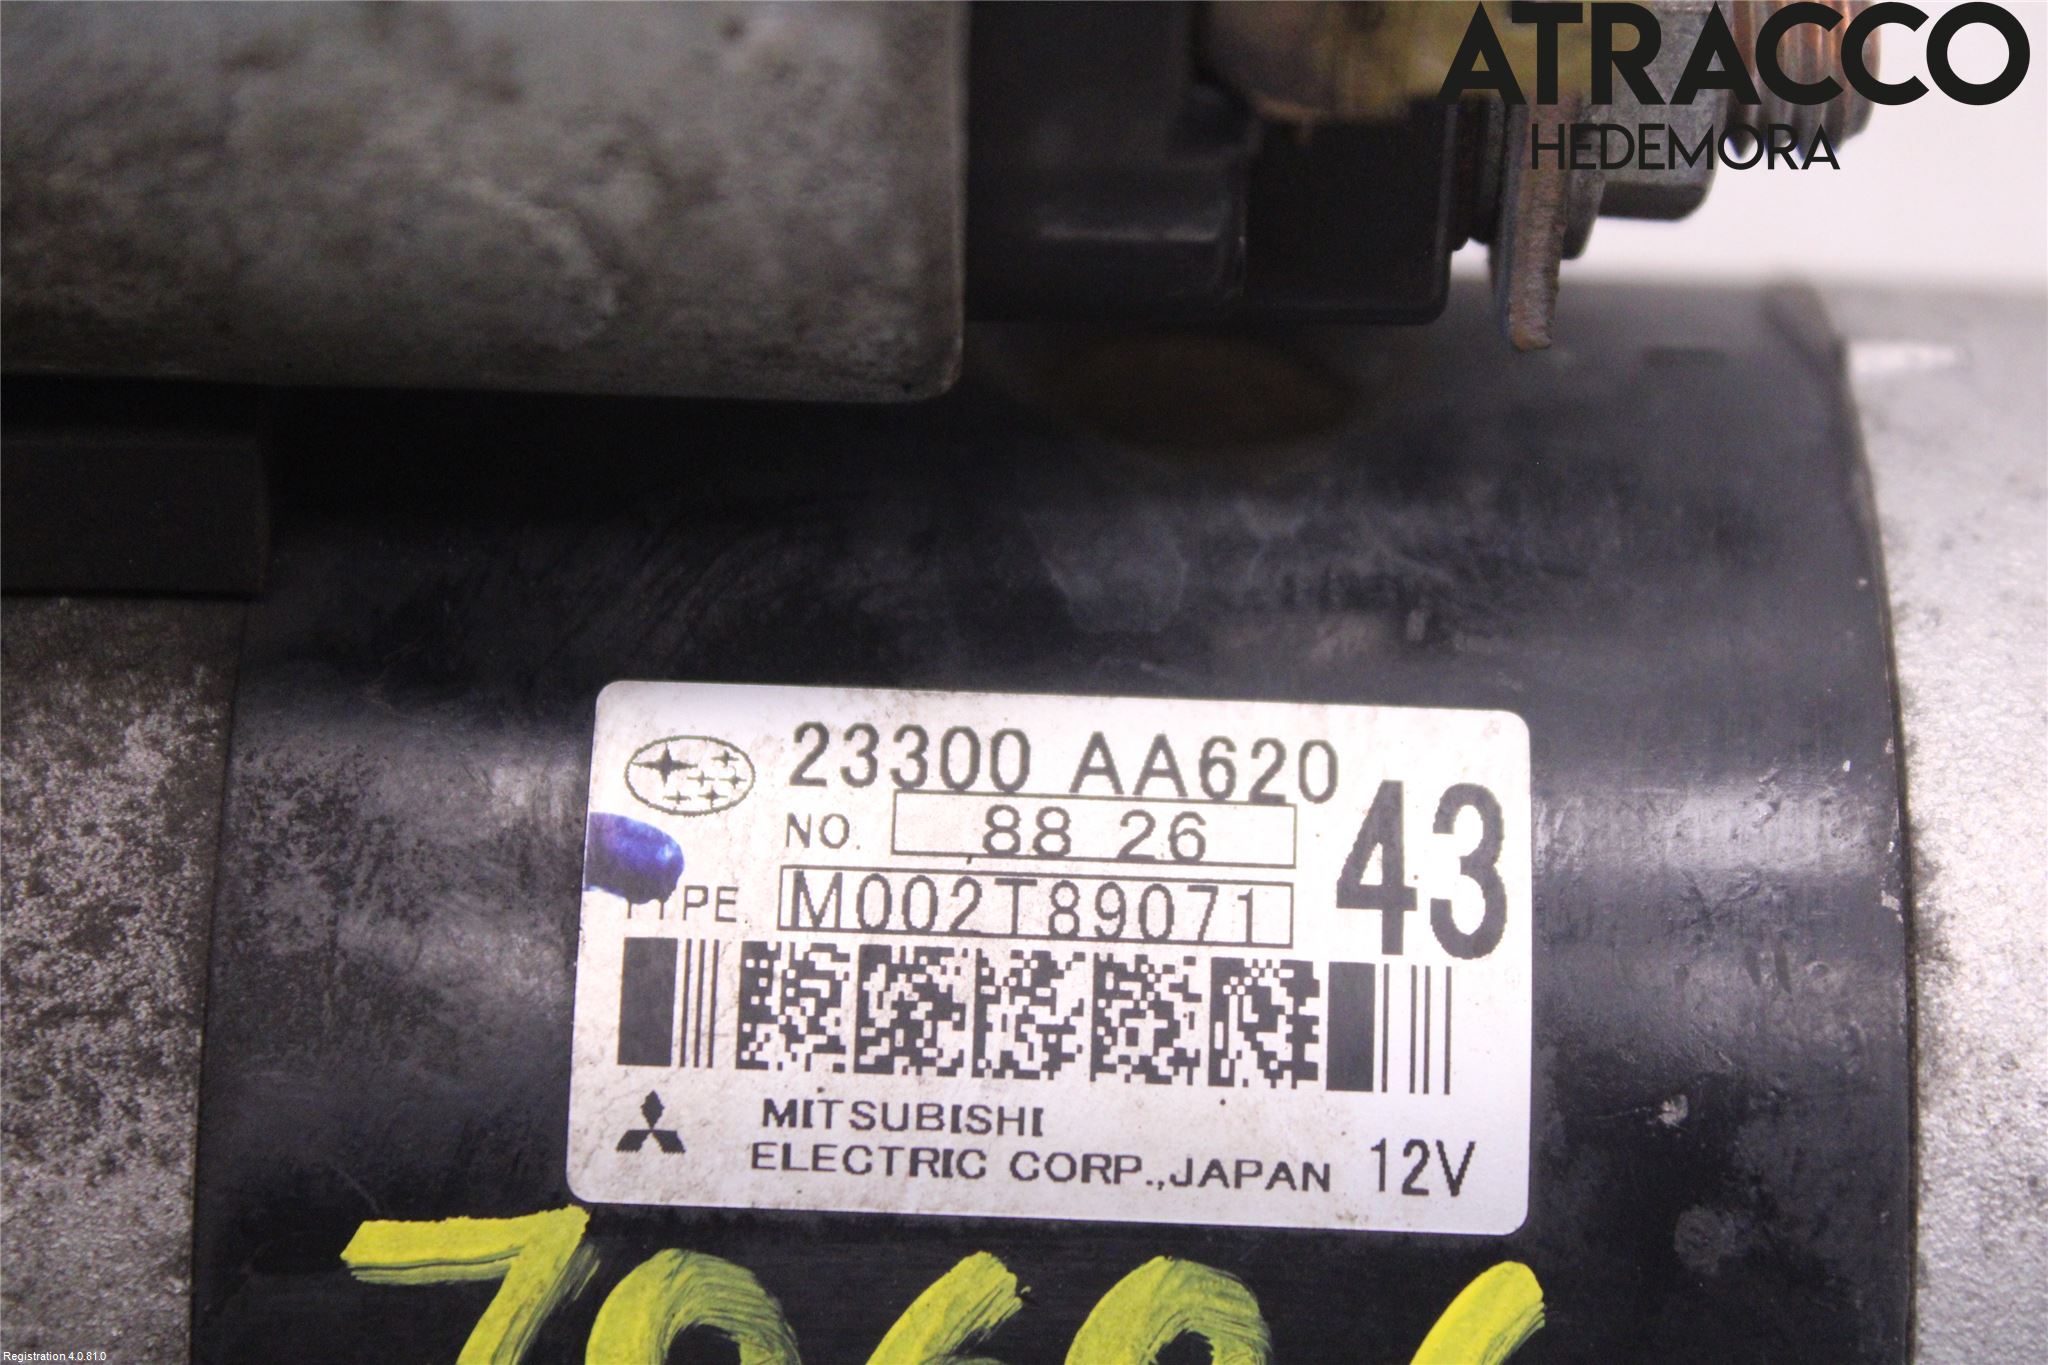 ATRACCO
HEDEMORA
23300 AA620
NO. 88 26
43
TYPE M002T89071
MITSUBISHI
ELECTRIC CORP.,JAPAN 12V
Registration 4.0.81.0